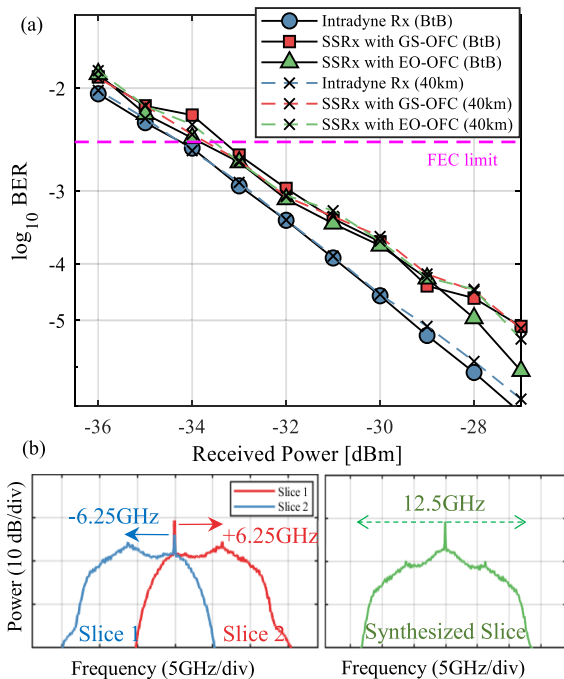 (a)
Intradyne Rx (BtB)
SSRx with GS-OFC (BtB)
SSRx with EO-OFC (BtB)
Intradyne Rx (40km)
SSRx with GS-OFC (40km)
SSRx with EO-OFC (40km)
FEC limit
log10 BER
-2
-3
-4
-5
-36
-34
-32
-30
-28
Received Power [dBm]
(b)
Slice 1
Slice 2
-6.25GHz
+6.25GHz
12.5GHz
Power (10 dB/div)
Slice 1
Slice 2
Synthesized Slice
Frequency (5GHz/div)
Frequency (5GHz/div)